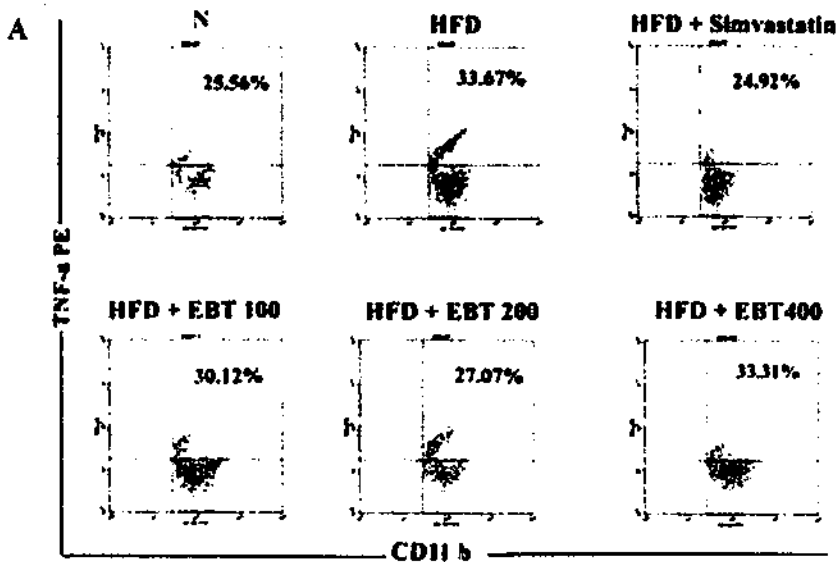 A
N
HFD
HFD + Simvastatin
25.56%
33.67%
24.92%
TNF-a PE
HFD + EBT 100
HFD + EBT 200
HFD + EBT400
30.12%
27.07%
33.31%
CD11 b